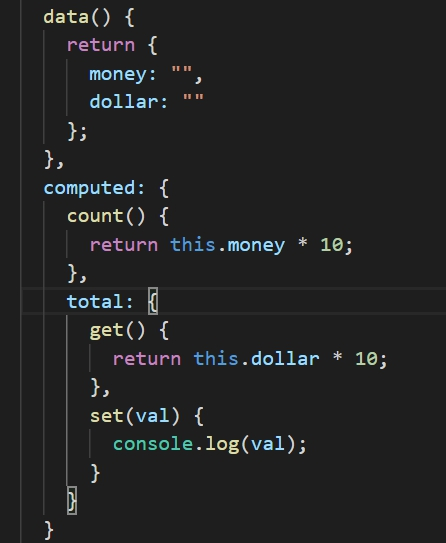 data() {
return {
money: "",
dollar: ""
};
},
computed: {
count() {
return this.money * 10;
},
total: {
get() {
return this.dollar * 10;
},
set(val) {
console.log(val);
}
}
}